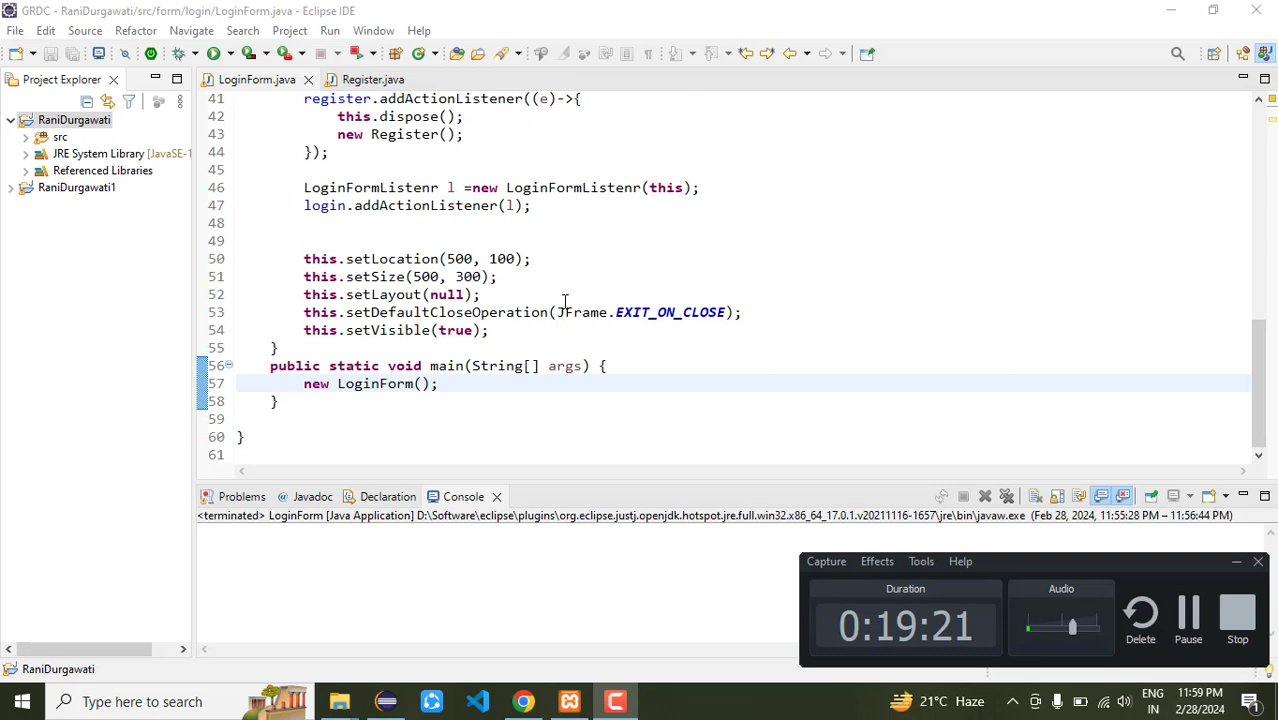 GRDC - RaniDurgawati/src/form/login/LoginForm.java - Eclipse IDE
File Edit Source Refactor Navigate Search Project Run Window Help
Project Explorer
LoginForm.java
Register.java
RaniDurgawati
src
JRE System Library [JavaSE-1
Referenced Libraries
RaniDurgawati1
41 register.addActionListener((e)->{
42 this.dispose();
43 new Register();
44 });
45
46 LoginFormListenr l =new LoginFormListenr(this);
47 login.addActionListener(l);
48
49
50 this.setLocation(500, 100);
51 this.setSize(500, 300);
52 this.setLayout(null);
53 this.setDefaultCloseOperation(JFrame.EXIT_ON_CLOSE);
54 this.setVisible(true);
55 }
56 public static void main(String[] args) {
57 new LoginForm();
58 }
59
60 }
61
Problems Javadoc Declaration Console
<terminated> LoginForm [Java Application] D:\Software\eclipse\plugins\org.eclipse.justj.openjdk.hotspot.jre.full.win32.x86_64_17.0.1.v20211116-1657\jre\bin\javaw.exe (Feb 28, 2024, 11:55:28 PM – 11:56:44 PM)
Capture Effects Tools Help
Duration
Audio
0:19:21
Delete Pause Stop
RaniDurgawati
Type here to search
21°C Haze
ENG
IN
11:59 PM
2/28/2024